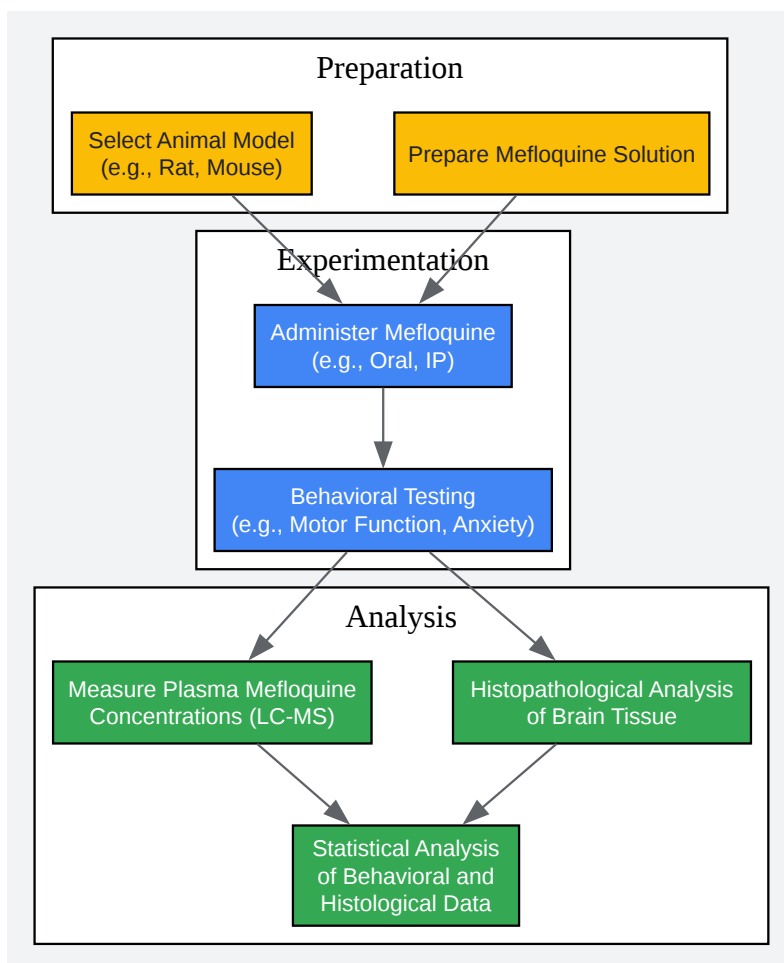 Preparation
Select Animal Model
(e.g., Rat, Mouse)
Prepare Mefloquine Solution
Experimentation
Administer Mefloquine
(e.g., Oral, IP)
Behavioral Testing
(e.g., Motor Function, Anxiety)
Analysis
Measure Plasma Mefloquine
Concentrations (LC-MS)
Histopathological Analysis
of Brain Tissue
Statistical Analysis
of Behavioral and
Histological Data